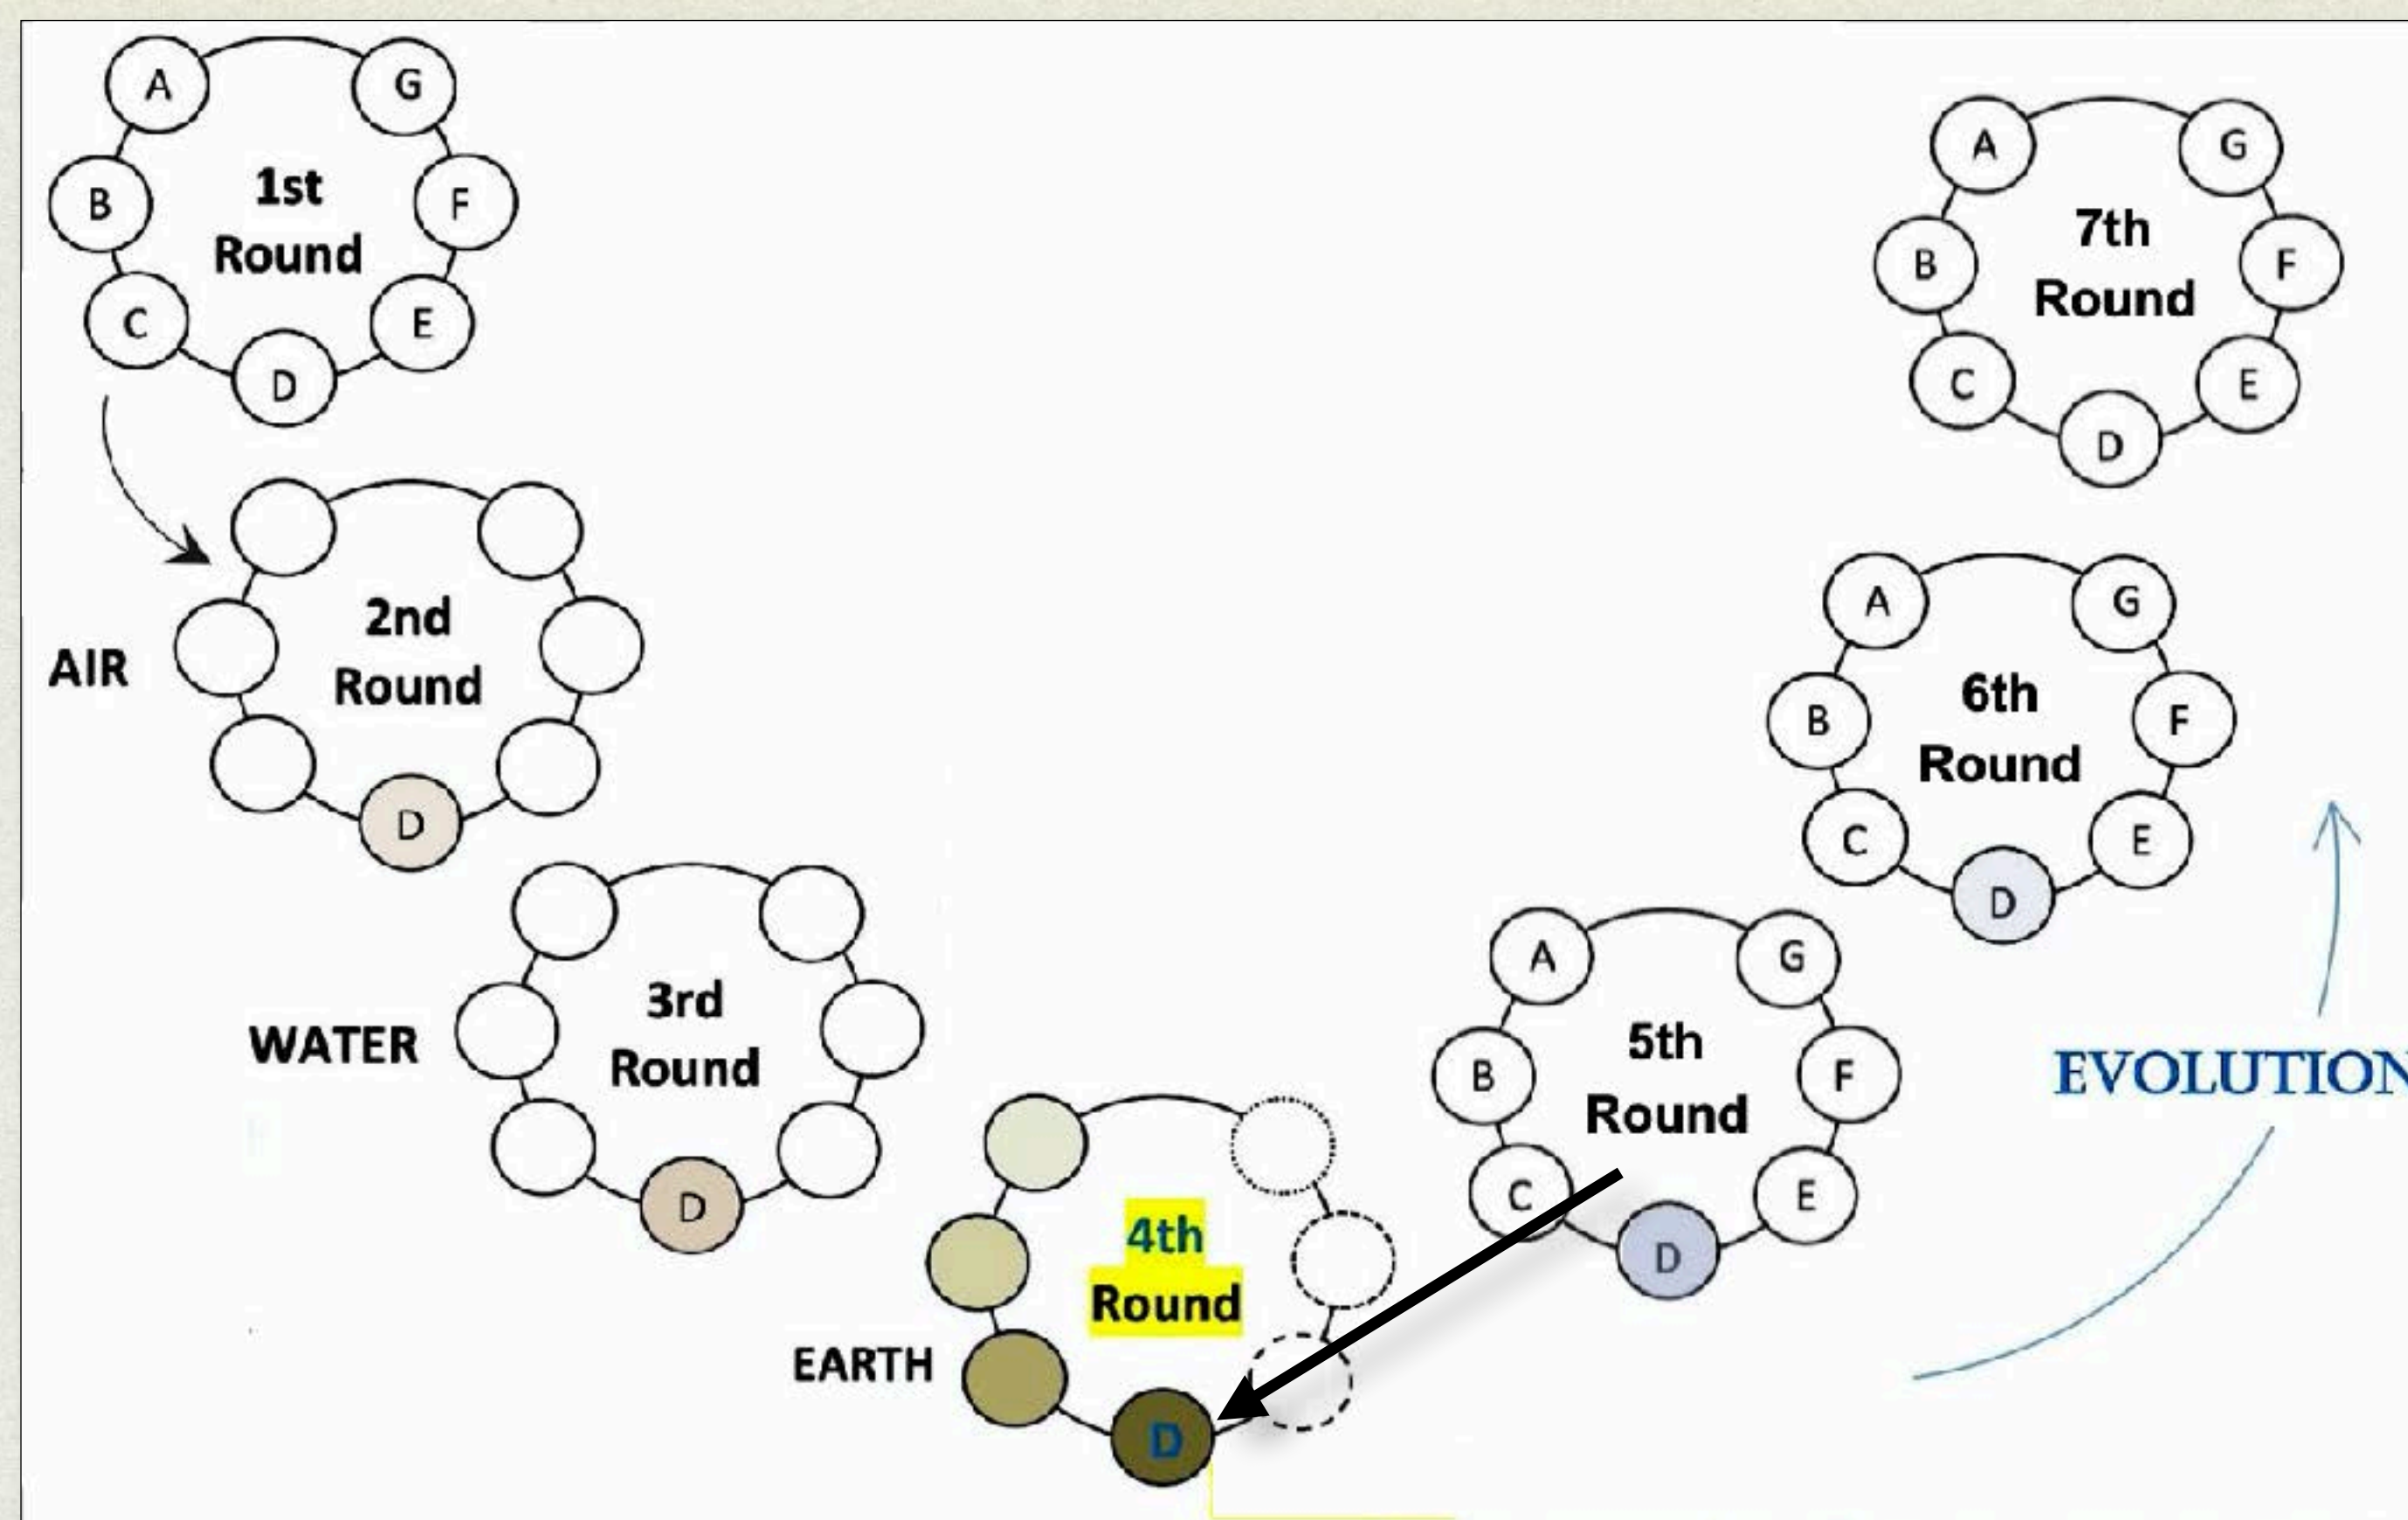 A
G
B
1st
Round
F
C
E
D
AIR
2nd
Round
D
WATER
3rd
Round
D
EARTH
4th
Round
D
A
G
B
5th
Round
F
C
E
D
A
G
B
6th
Round
F
C
E
D
A
G
B
7th
Round
F
C
E
D
EVOLUTION